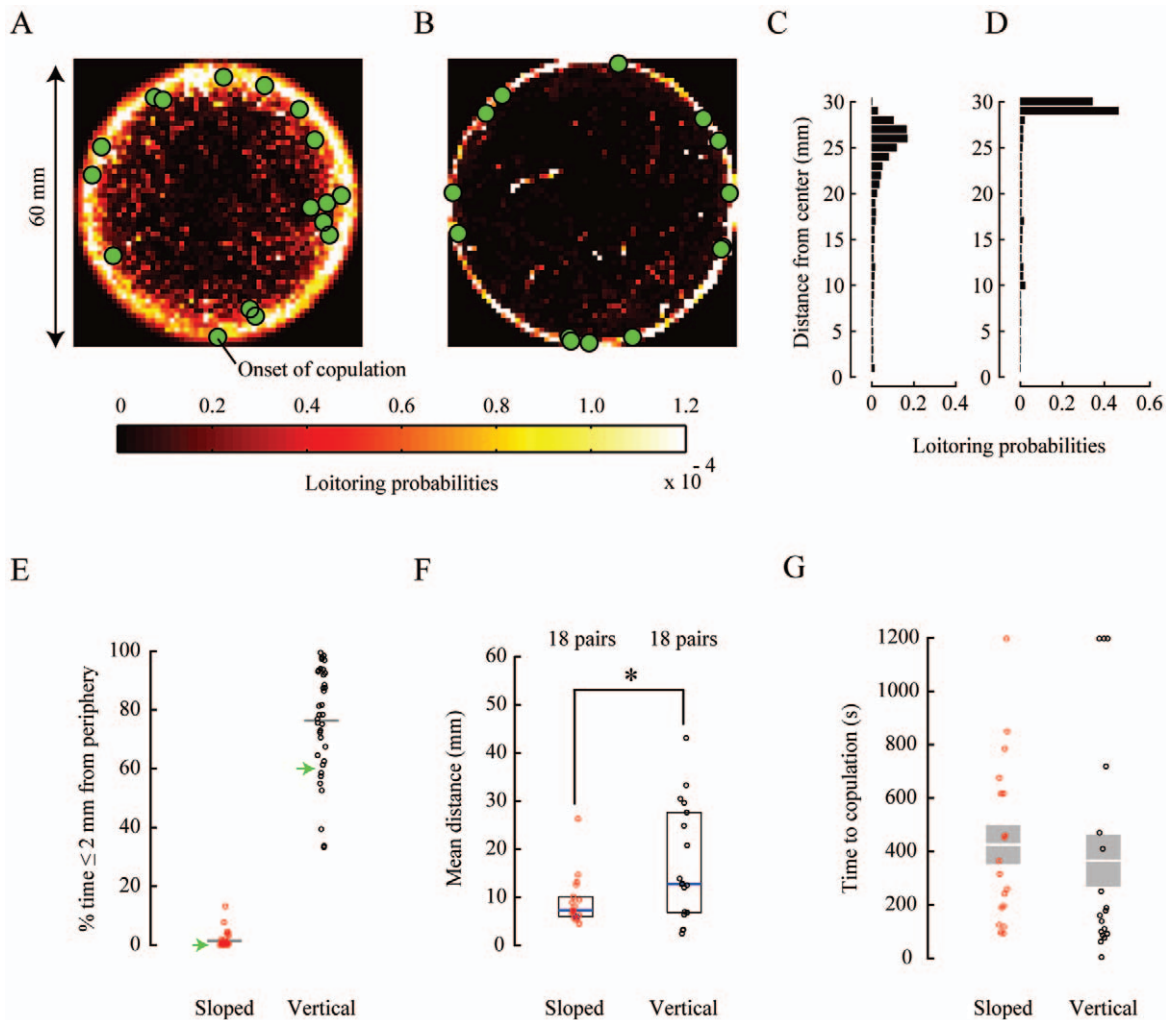 A
B
C
D
60 mm
Onset of copulation
0 0.2 0.4 0.6 0.8 1.0 1.2
Loitoring probabilities
x 10 - 4
Distance from center (mm)
30
25
20
15
10
5
0
0 0.2 0.4
0 0.2 0.4 0.6
Loitoring probabilities
E
F
G
% time ≤ 2 mm from periphery
100
80
60
40
20
0
Sloped Vertical
18 pairs 18 pairs
*
Mean distance (mm)
60
50
40
30
20
10
0
Sloped Vertical
Time to copulation (s)
1200
1000
800
600
400
200
0
Sloped Vertical